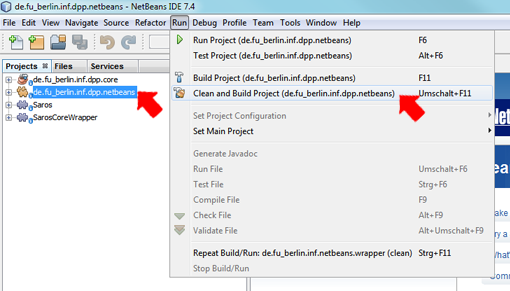 de.fu_berlin.inf.dpp.netbeans - NetBeans IDE 7.4
File Edit View Navigate Source Refactor Run Debug Profile Team Tools Window Help
Projects Files Services
de.fu_berlin.inf.dpp.core
de.fu_berlin.inf.dpp.netbeans
Saros
SarosCoreWrapper
Run Project (de.fu_berlin.inf.dpp.netbeans) F6
Test Project (de.fu_berlin.inf.dpp.netbeans) Alt+F6
Build Project (de.fu_berlin.inf.dpp.netbeans) F11
Clean and Build Project (de.fu_berlin.inf.dpp.netbeans) Umschalt+F11
Set Project Configuration
Set Main Project
Generate Javadoc
Run File Umschalt+F6
Test File Strg+F6
Compile File F9
Check File Alt+F9
Validate File Alt+Umschalt+F9
Repeat Build/Run: de.fu_berlin.inf.netbeans.wrapper (clean) Strg+F11
Stop Build/Run